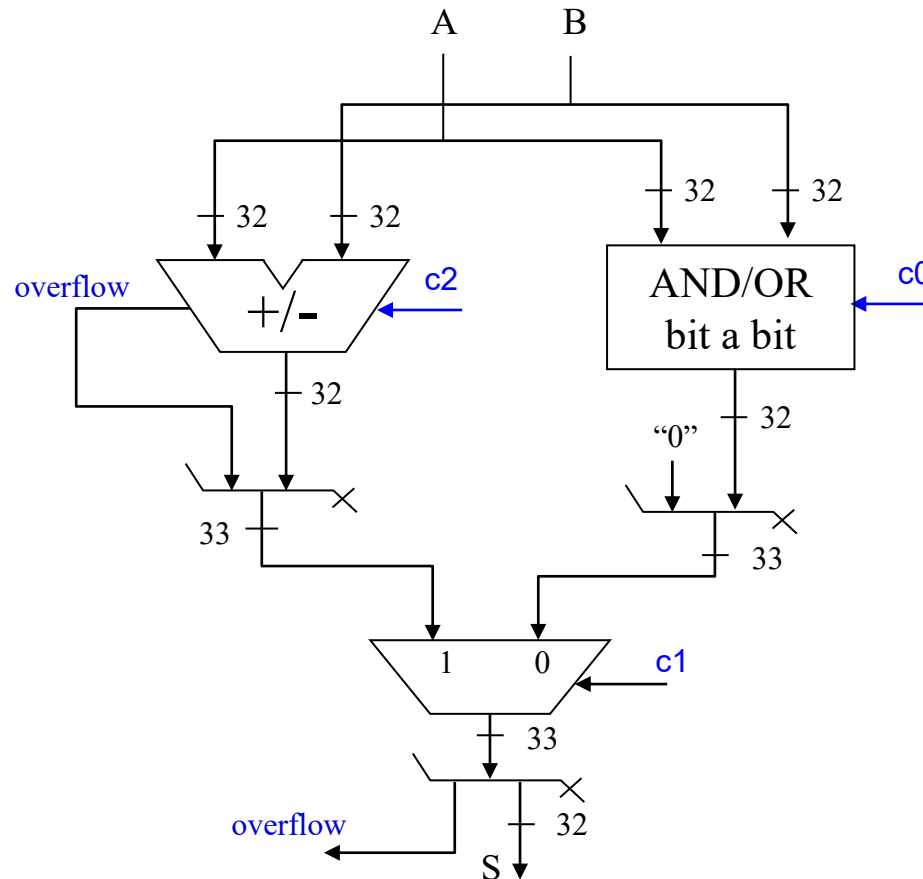 A
B
32
32
32
32
overflow
c2
+/-
AND/OR
bit a bit
c0
32
32
“0”
33
33
1
0
c1
33
overflow
32
S